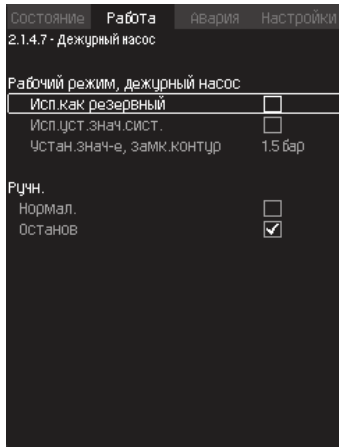 Состояние Работа Авария Настройки
2.1.4.7 - Дежурный насос
Рабочий режим, дежурный насос
Исп.как резервный
Исп.уст.знач.сист.
Устан.знач-е, замк.контур 1.5 бар
Ручн.
Нормал.
Останов